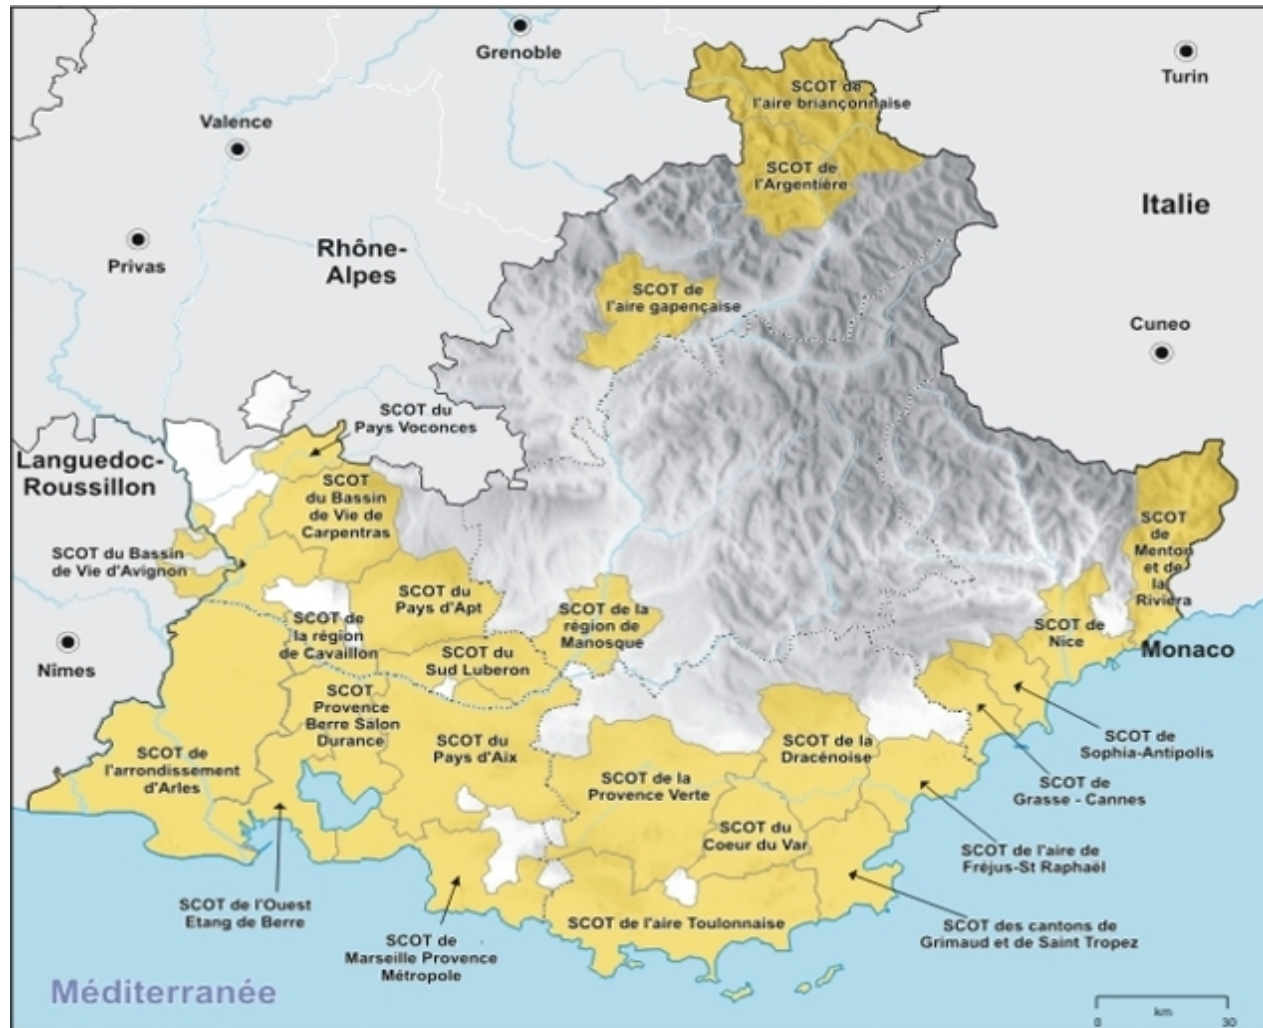 Grenoble
Turin
SCOT de
l'aire briançonnaise
Valence
SCOT de
l'Argentière
Italie
Privas
Rhône-
Alpes
SCOT de
l'aire gapençaise
Cuneo
SCOT du
Pays Voconces
Languedoc-
Roussillon
SCOT
du Bassin
de Vie de
Carpentras
SCOT
de
Menton
et de
la
Riviéra
SCOT du Bassin
de Vie d'Avignon
SCOT du
Pays d'Apt
SCOT de la
région de
Manosque
SCOT de
la région
de Cavaillon
SCOT de
Nice
Nîmes
SCOT du
Sud Luberon
Monaco
SCOT
Provence
Berre Salon
Durance
SCOT de
l'arrondissement
d'Arles
SCOT du
Pays d'Aix
SCOT de la
Dracénoise
SCOT de
Sophia-Antipolis
SCOT de la
Provence Verte
SCOT de
Grasse - Cannes
SCOT du
Coeur du Var
SCOT de l'aire de
Fréjus-St Raphaël
SCOT de l'Ouest
Etang de Berre
SCOT de l'aire Toulonnaise
SCOT des cantons de
Grimaud et de Saint Tropez
SCOT de
Marseille Provence
Métropole
Méditerranée
km
0 30